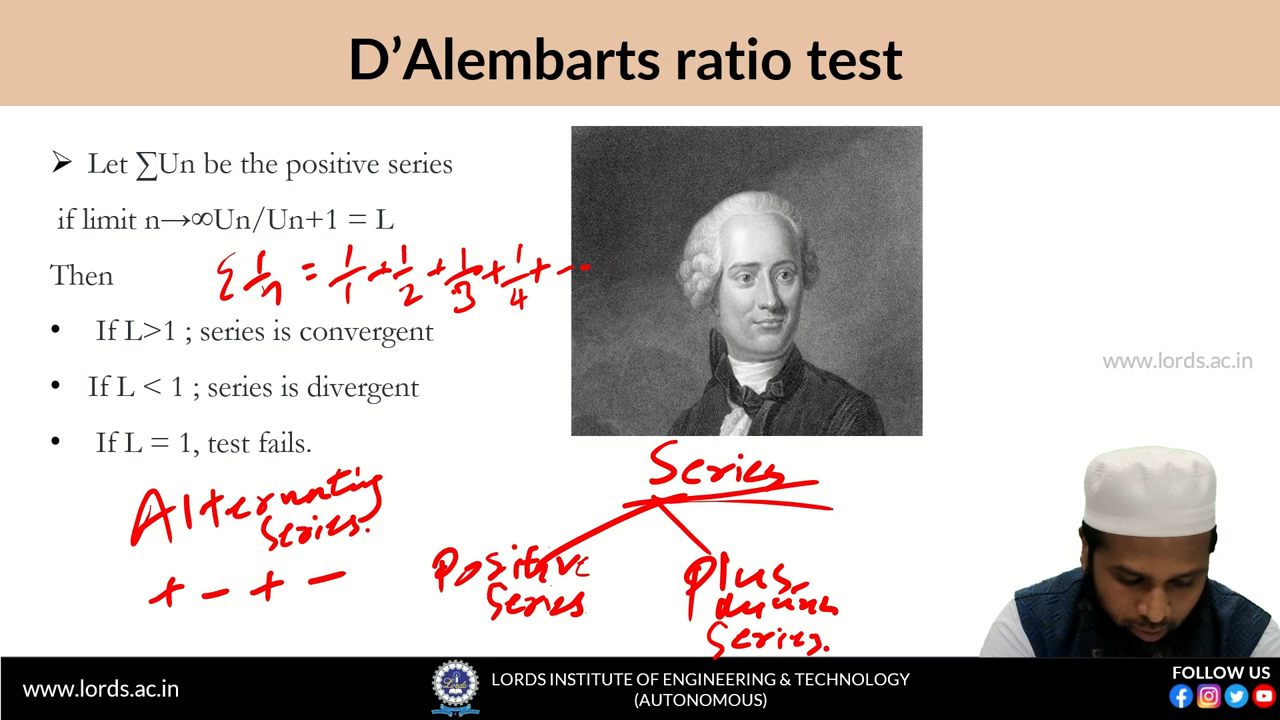 D’Alembarts ratio test
➢ Let ∑Un be the positive series
if limit n→∞Un/Un+1 = L
Then
Σ 1/n = 1/1 + 1/2 + 1/3 + 1/4 + --
• If L>1 ; series is convergent
• If L < 1 ; series is divergent
• If L = 1, test fails.
www.lords.ac.in
Series
Alternating
Series.
+ - + -
Positive
Series
Plus
minus
Series.
www.lords.ac.in
Lords
LORDS INSTITUTE OF ENGINEERING & TECHNOLOGY
(AUTONOMOUS)
FOLLOW US